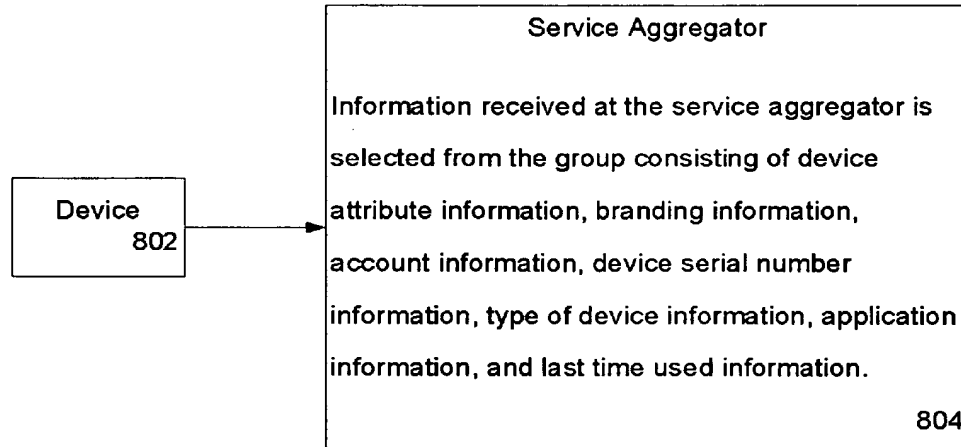 Service Aggregator
Information received at the service aggregator is
selected from the group consisting of device
attribute information, branding information,
account information, device serial number
information, type of device information, application
information, and last time used information.
804
Device
802